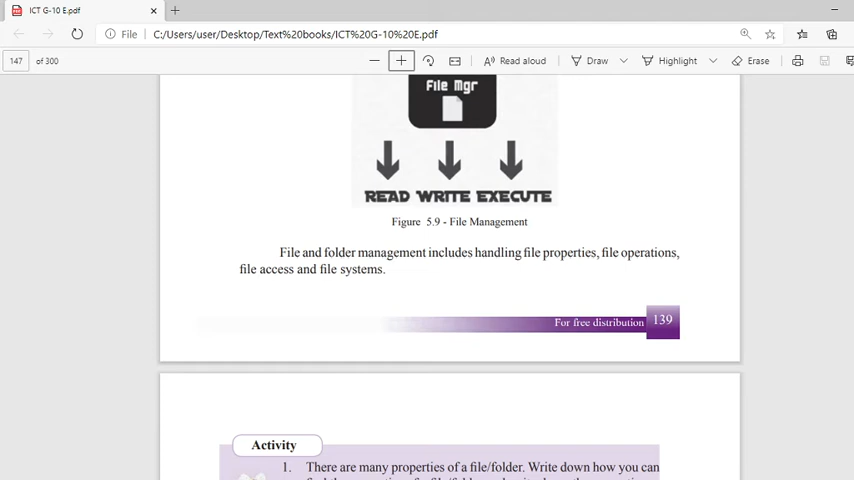 ICT G-10 E.pdf
File
C:/Users/user/Desktop/Text%20books/ICT%20G-10%20E.pdf
147 of 300
Read aloud
Draw
Highlight
Erase
File Mgr
READ WRITE EXECUTE
Figure 5.9 - File Management
File and folder management includes handling file properties, file operations,
file access and file systems.
For free distribution 139
Activity
1. There are many properties of a file/folder. Write down how you can